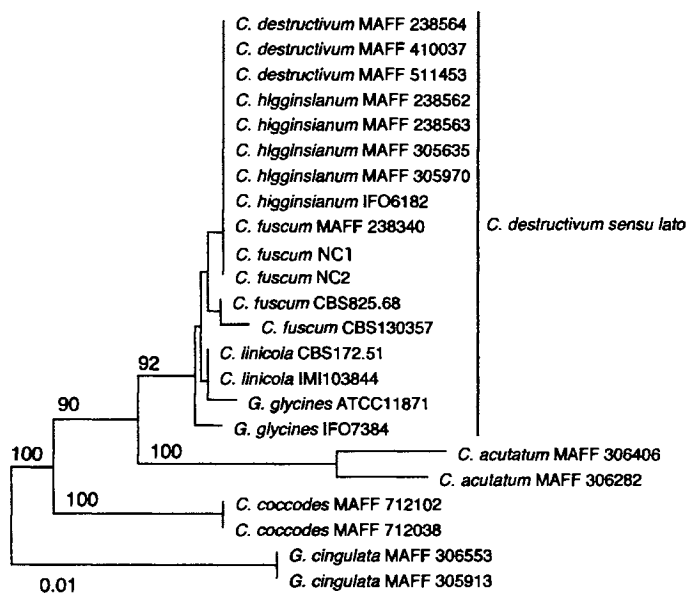 C. destructivum MAFF 238564
C. destructivum MAFF 410037
C. destructivum MAFF 511453
C. higginsianum MAFF 238562
C. higginsianum MAFF 238563
C. higginsianum MAFF 305635
C. higginsianum MAFF 305970
C. higginsianum IFO6182
C. fuscum MAFF 238340
C. destructivum sensu lato
C. fuscum NC1
C. fuscum NC2
C. fuscum CBS825.68
C. fuscum CBS130357
C. linicola CBS172.51
92
C. linicola IMI103844
G. glycines ATCC11871
90
G. glycines IFO7384
100
100
C. acutatum MAFF 306406
C. acutatum MAFF 306282
100
C. coccodes MAFF 712102
C. coccodes MAFF 712038
G. cingulata MAFF 306553
0.01
G. cingulata MAFF 305913